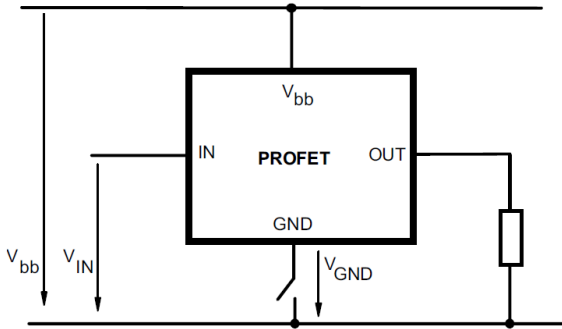 Vbb
IN
PROFET
OUT
GND
Vbb
VIN
VGND